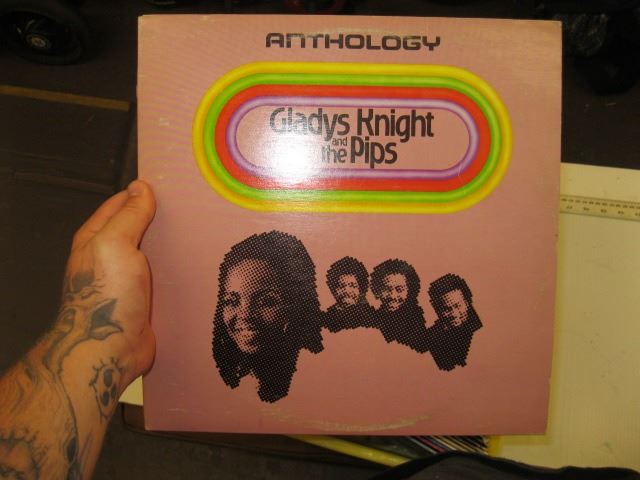 ANTHOLOGY
Gladys Knight
and
the Pips